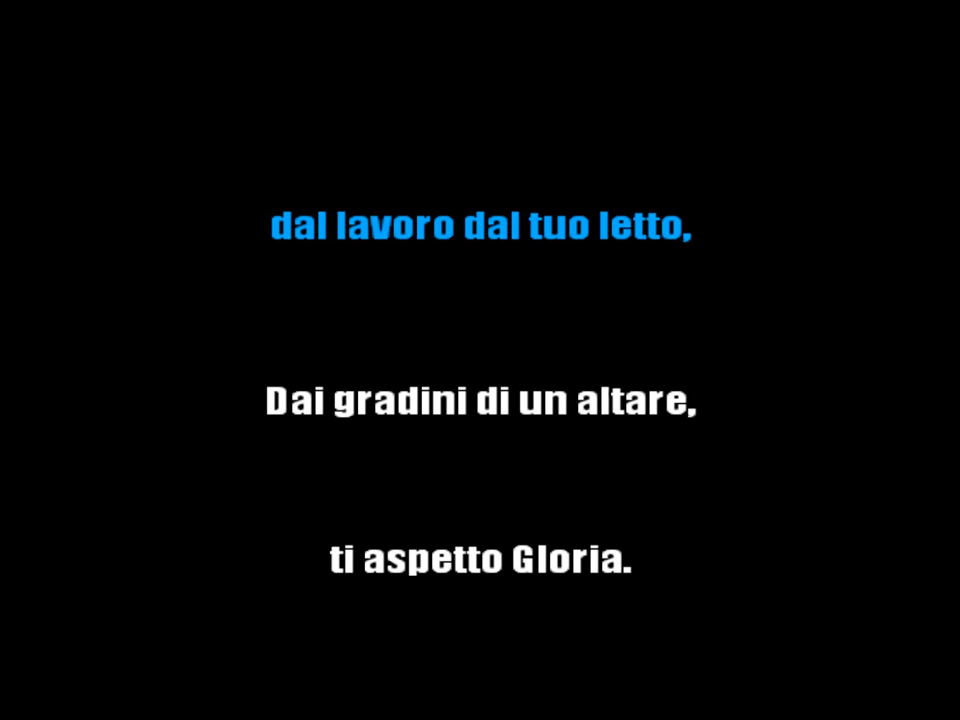 dal lavoro dal tuo letto,
Dai gradini di un altare,
ti aspetto Gloria.